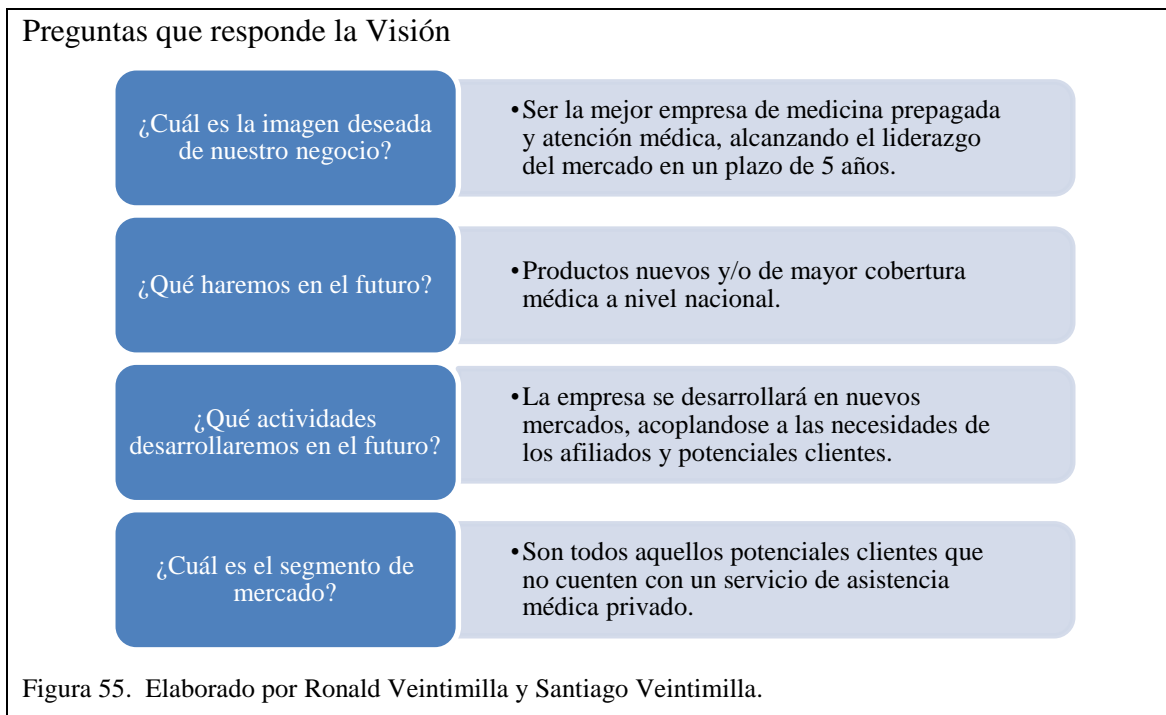 Preguntas que responde la Visión
¿Cuál es la imagen deseada
de nuestro negocio?
•Ser la mejor empresa de medicina prepagada
y atención médica, alcanzando el liderazgo
del mercado en un plazo de 5 años.
¿Qué haremos en el futuro?
•Productos nuevos y/o de mayor cobertura
médica a nivel nacional.
¿Qué actividades
desarrollaremos en el futuro?
•La empresa se desarrollará en nuevos
mercados, acoplandose a las necesidades de
los afiliados y potenciales clientes.
¿Cuál es el segmento de
mercado?
•Son todos aquellos potenciales clientes que
no cuenten con un servicio de asistencia
médica privado.
Figura 55.  Elaborado por Ronald Veintimilla y Santiago Veintimilla.